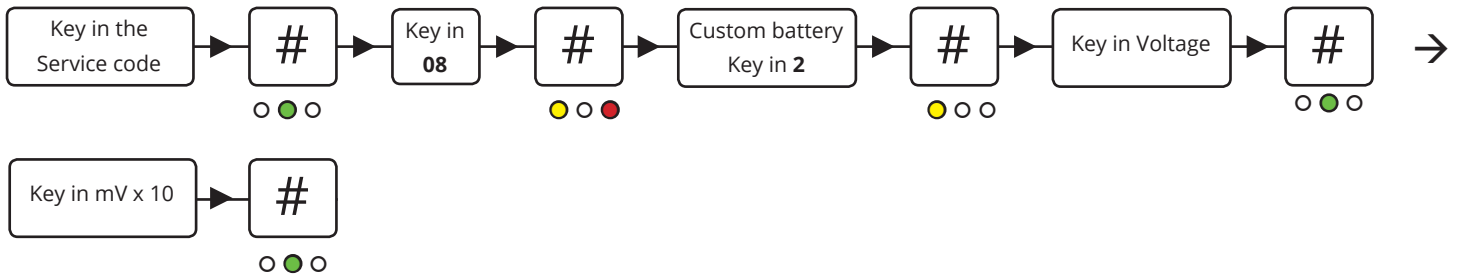 Key in the
Service code
#
Key in
08
#
Custom battery
Key in 2
#
Key in Voltage
#
→
Key in mV x 10
#